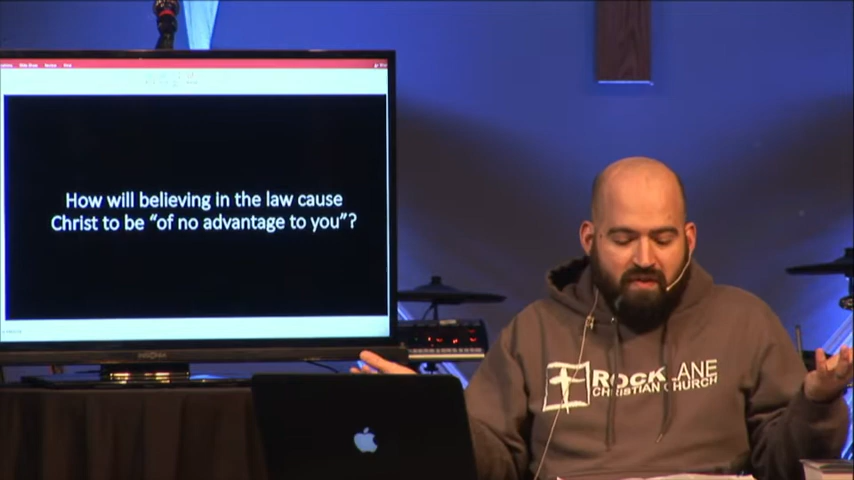 How will believing in the law cause
Christ to be “of no advantage to you”?
INSIGNIA
ROCK LANE
CHRISTIAN CHURCH